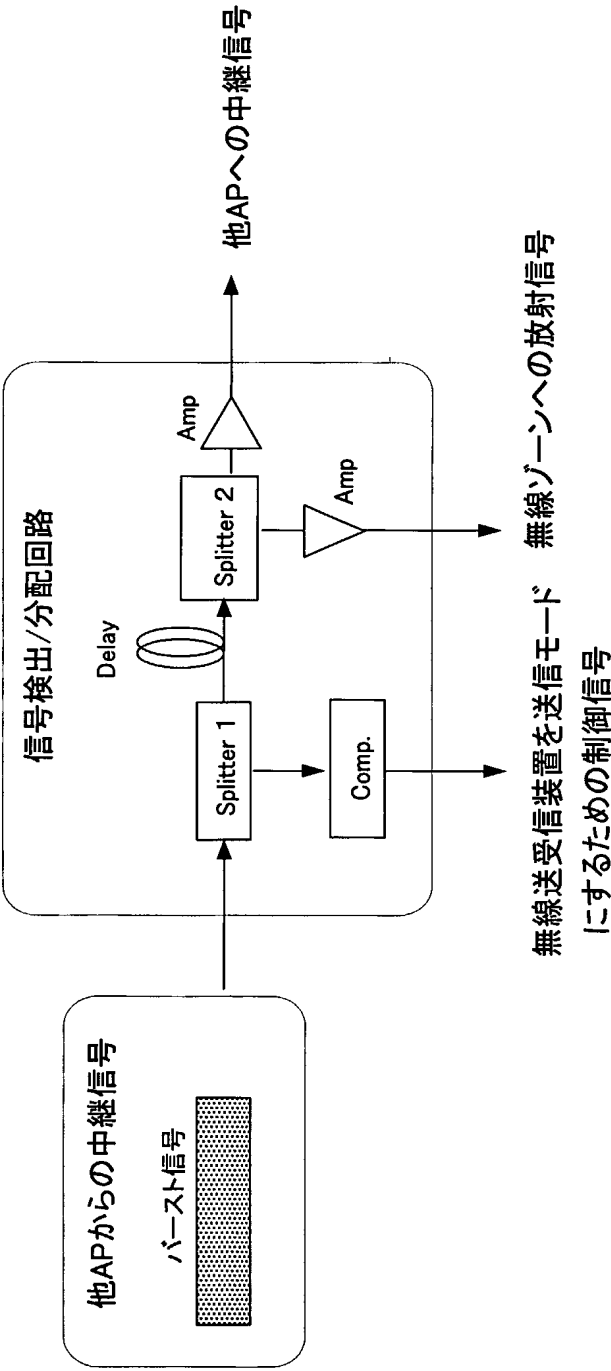 他APからの中継信号
バースト信号
信号検出/分配回路
Splitter 1
Delay
Comp.
Splitter 2
Amp
Amp
他APへの中継信号
無線送受信装置を送信モード
にするための制御信号
無線ゾーンへの放射信号